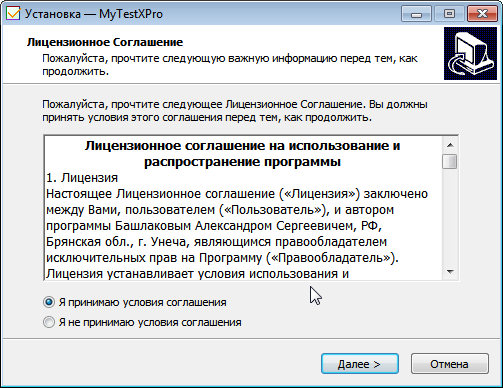 Установка — MyTestXPro
Лицензионное Соглашение
Пожалуйста, прочтите следующую важную информацию перед тем, как
продолжить.
Пожалуйста, прочтите следующее Лицензионное Соглашение. Вы должны
принять условия этого соглашения перед тем, как продолжить.
Лицензионное соглашение на использование и
распространение программы
1. Лицензия
Настоящее Лицензионное соглашение («Лицензия») заключено
между Вами, пользователем («Пользователь»), и автором
программы Башлаковым Александром Сергеевичем, РФ,
Брянская обл., г. Унеча, являющимся правообладателем
исключительных прав на Программу («Правообладатель»).
Лицензия устанавливает условия использования и
Я принимаю условия соглашения
Я не принимаю условия соглашения
Далее >
Отмена